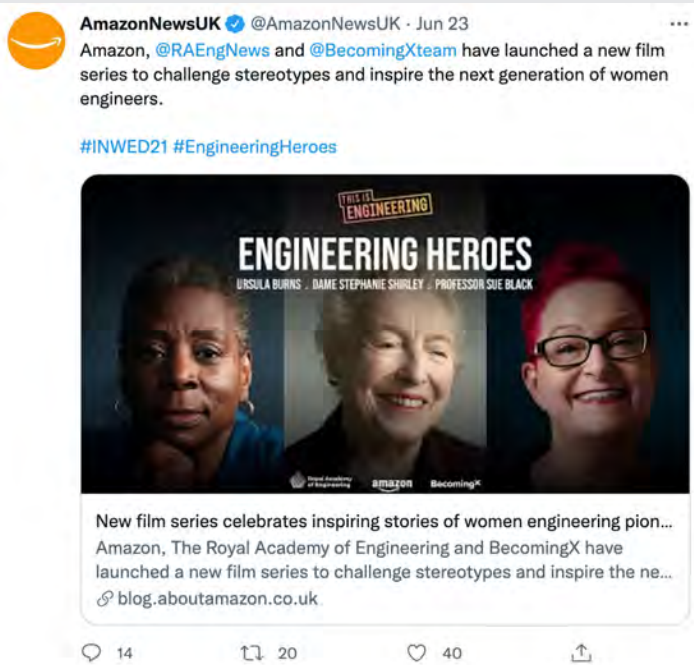 AmazonNewsUK @AmazonNewsUK · Jun 23
Amazon, @RAEngNews and @BecomingXteam have launched a new film
series to challenge stereotypes and inspire the next generation of women
engineers.
#INWED21 #EngineeringHeroes
THIS IS
ENGINEERING
ENGINEERING HEROES
URSULA BURNS . DAME STEPHANIE SHIRLEY . PROFESSOR SUE BLACK
Royal Academy
of Engineering
amazon
BecomingX
New film series celebrates inspiring stories of women engineering pion...
Amazon, The Royal Academy of Engineering and BecomingX have
launched a new film series to challenge stereotypes and inspire the ne...
blog.aboutamazon.co.uk
14 20 40